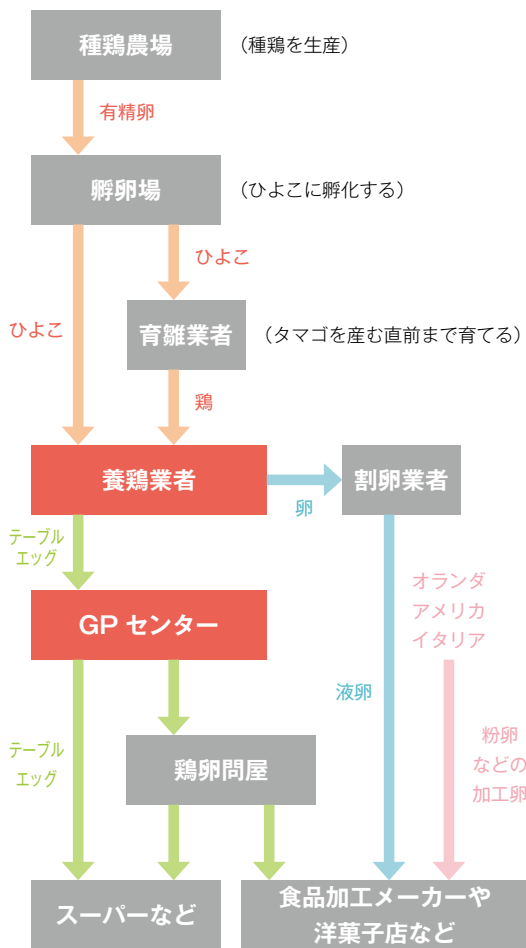 種鶏農場
(種鶏を生産)
有精卵
孵卵場
(ひよこに孵化する)
ひよこ
ひよこ
育雛業者
(タマゴを産む直前まで育てる)
鶏
養鶏業者
割卵業者
卵
テーブル
エッグ
オランダ
アメリカ
イタリア
GP センター
液卵
粉卵
などの
加工卵
テーブル
エッグ
鶏卵問屋
スーパーなど
食品加工メーカーや
洋菓子店など